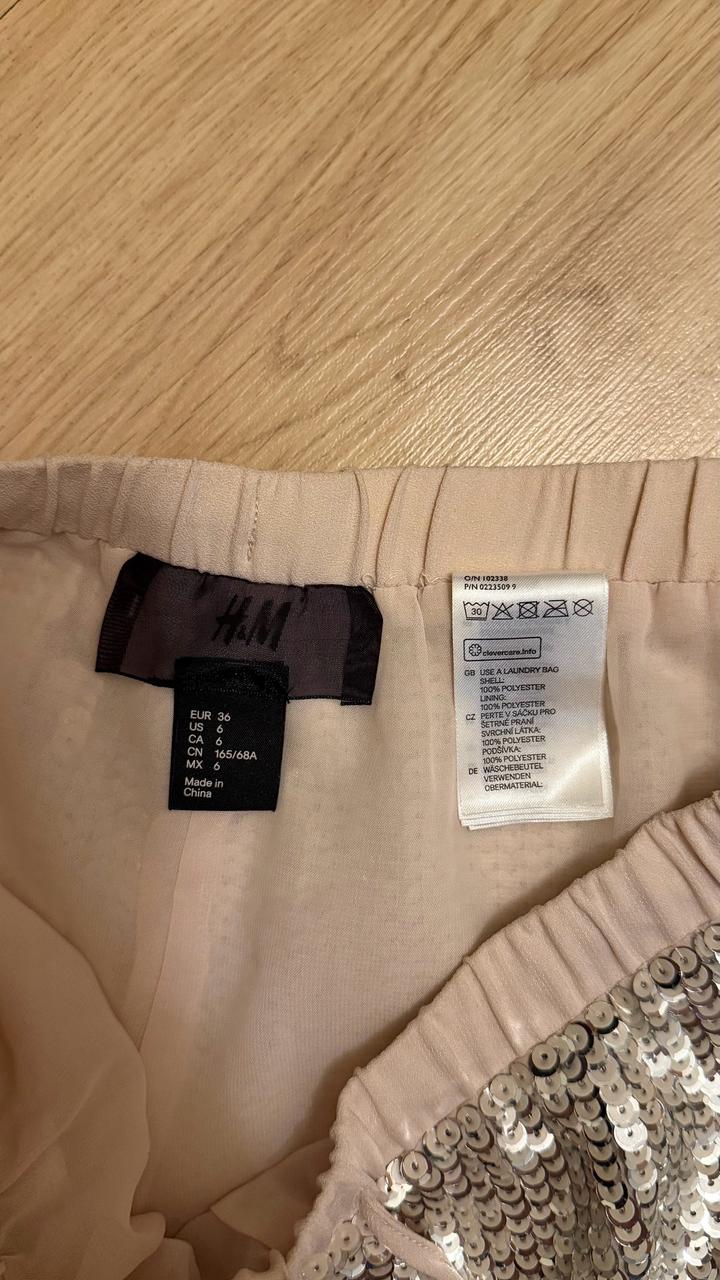 H&M
EUR 36
US 6
CA 6
CN 165/68A
MX 6
Made in
China
O/N 102338
P/N 0223509 9
30
clevercare.info
GB USE A LAUNDRY BAG
SHELL:
100% POLYESTER
LINING:
100% POLYESTER
CZ PERTE V SÁČKU PRO
ŠETRNÉ PRANÍ
SVRCHNÍ LÁTKA:
100% POLYESTER
PODŠÍVKA:
100% POLYESTER
DE WÄSCHEBEUTEL
VERWENDEN
OBERMATERIAL: